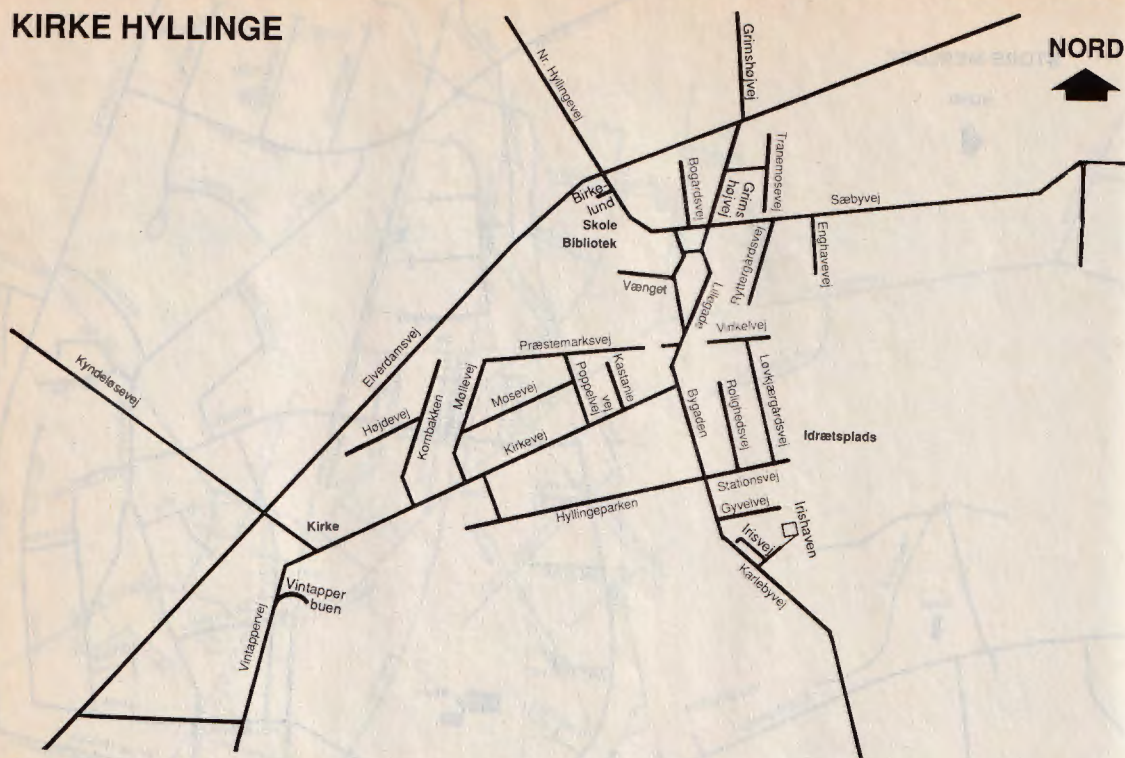 KIRKE HYLLINGE
NORD
Nr. Hyllingevej
Grimshøjvej
Tranemosevej
Bogårdsvej
Grims
højvej
Birke-
lund
Skole
Bibliotek
Sæbyvej
Enghavevej
Ryttergårdsvej
Vænget
Lillegade
Vinkelvej
Elverdamsvej
Præstemarksvej
Kyndeløsevej
Møllevej
Mosevej
Poppelvej
Kastanie
vej
Kornbakken
Højdevej
Kirkevej
Bygaden
Rolighedsvej
Løvkjærgårdsvej
Idrætsplads
Stationsvej
Hyllingeparken
Gyvelvej
Irishaven
Irisvej
Karlebyvej
Kirke
Vintapper
buen
Vintappervej